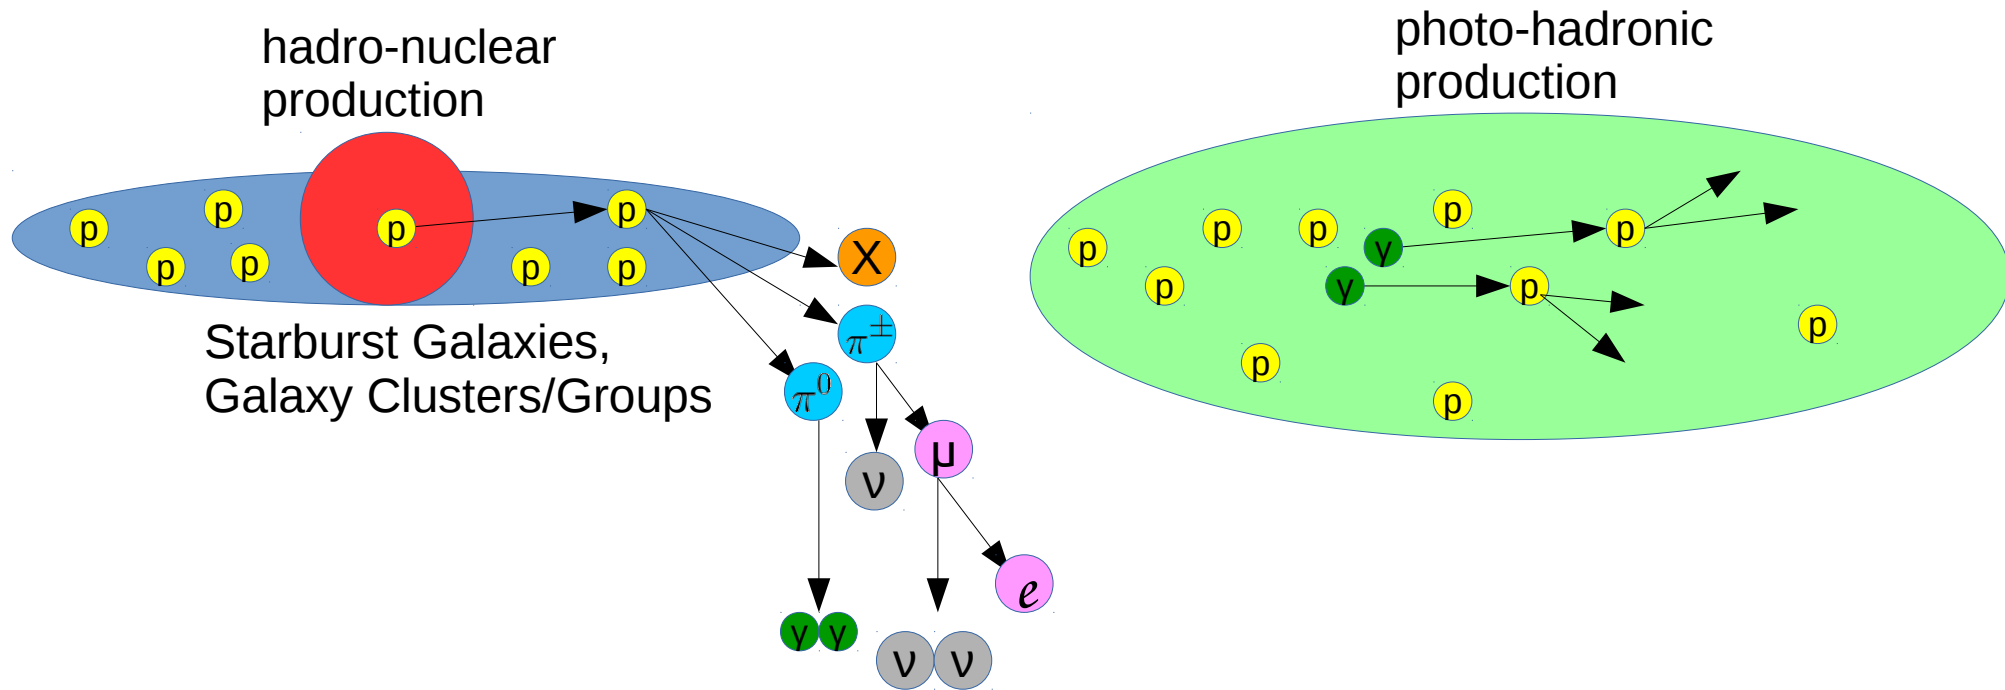 hadro-nuclear
production
photo-hadronic
production
p p p p p p p p
X
π±
π⁰
ν
μ
e
γ γ
ν ν
Starburst Galaxies,
Galaxy Clusters/Groups
p p p p p p p p p p
γ
γ